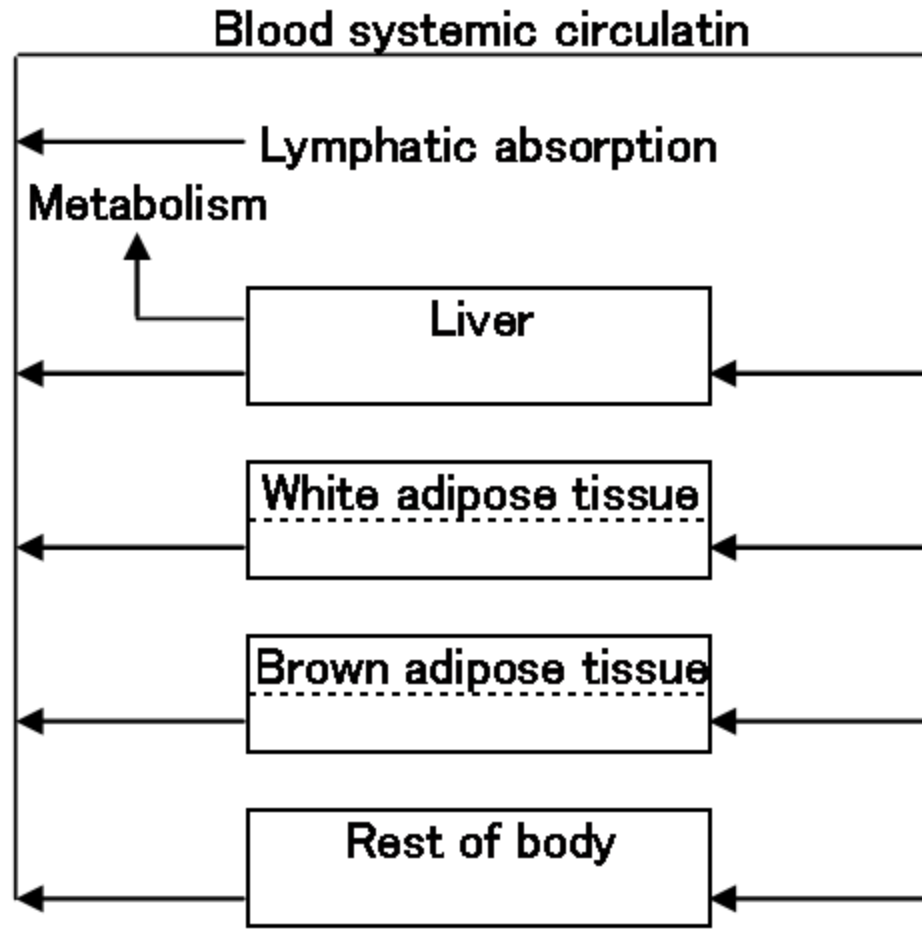 Blood systemic circulatin
Lymphatic absorption
Metabolism
Liver
White adipose tissue
Brown adipose tissue
Rest of body